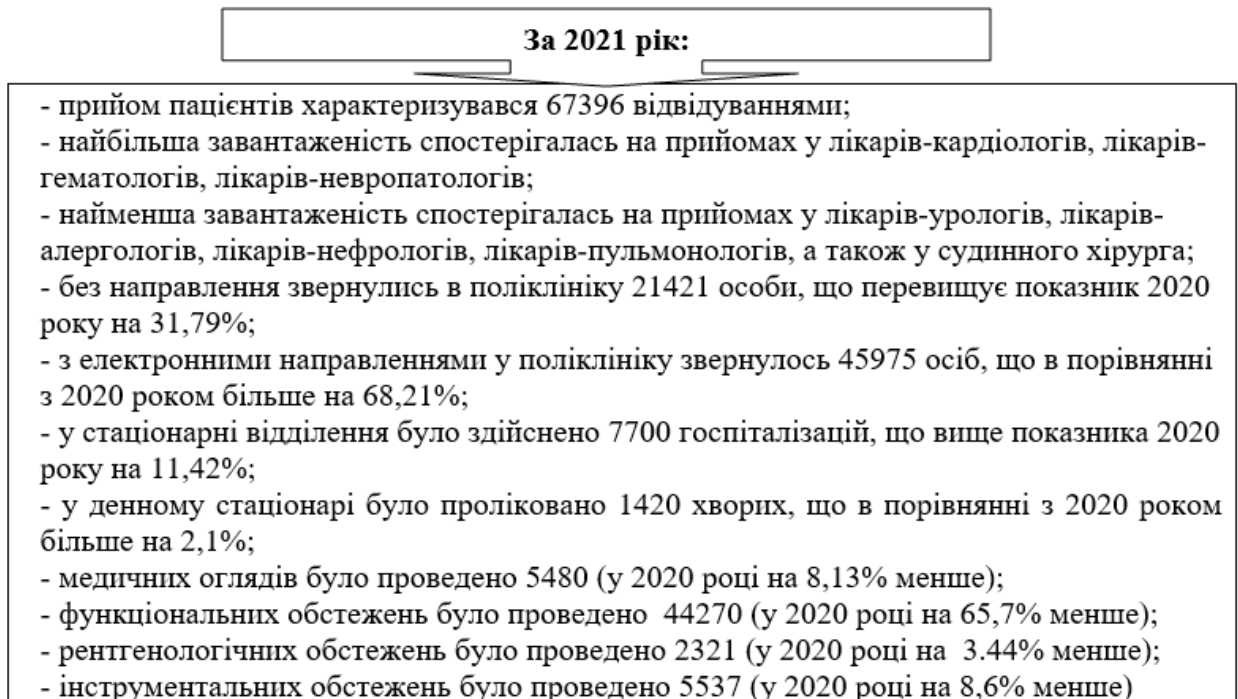 За 2021 рік:
- прийом пацієнтів характеризувався 67396 відвідуваннями;
- найбільша завантаженість спостерігалась на прийомах у лікарів-кардіологів, лікарів-
гематологів, лікарів-невропатологів;
- найменша завантаженість спостерігалась на прийомах у лікарів-урологів, лікарів-
алергологів, лікарів-нефрологів, лікарів-пульмонологів, а також у судинного хірурга;
- без направлення звернулись в поліклініку 21421 особи, що перевищує показник 2020
року на 31,79%;
- з електронними направленнями у поліклініку звернулось 45975 осіб, що в порівнянні
з 2020 роком більше на 68,21%;
- у стаціонарні відділення було здійснено 7700 госпіталізацій, що вище показника 2020
року на 11,42%;
- у денному стаціонарі було проліковано 1420 хворих, що в порівнянні з 2020 роком
більше на 2,1%;
- медичних оглядів було проведено 5480 (у 2020 році на 8,13% менше);
- функціональних обстежень було проведено 44270 (у 2020 році на 65,7% менше);
- рентгенологічних обстежень було проведено 2321 (у 2020 році на 3.44% менше);
- інструментальних обстежень було проведено 5537 (у 2020 році на 8,6% менше)